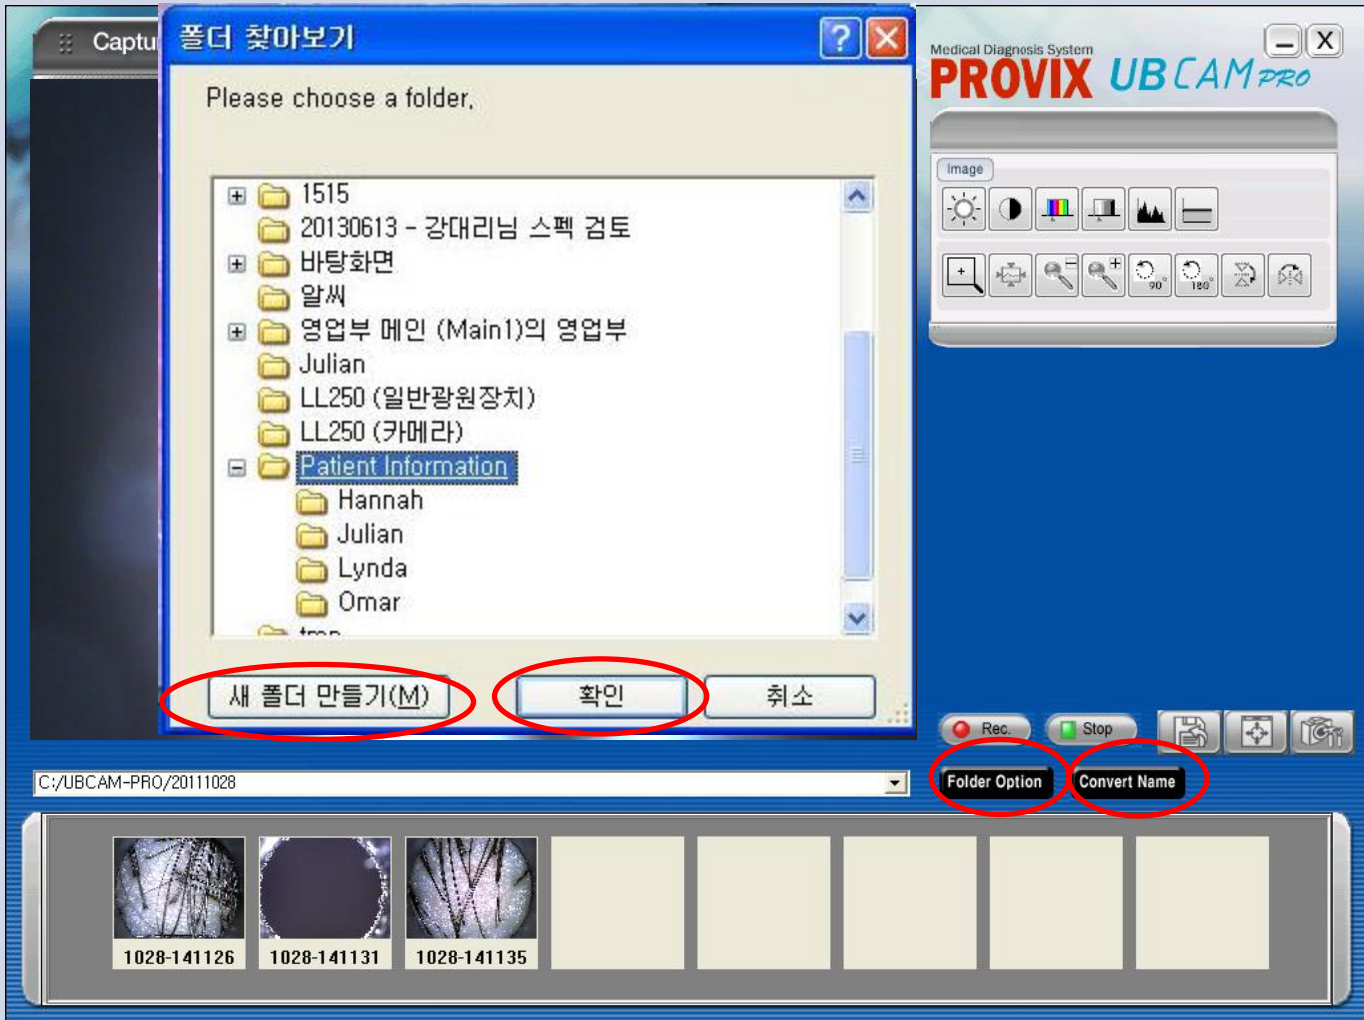 Captu
폴더 찾아보기
Please choose a folder,
1515
20130613 - 강대리님 스펙 검토
바탕화면
알씨
영업부 메인 (Main1)의 영업부
Julian
LL250 (일반광원장치)
LL250 (카메라)
Patient Information
Hannah
Julian
Lynda
Omar
tmp
새 폴더 만들기(M)
확인
취소
Medical Diagnosis System
PROVIX UBCAM PRO
Image
90°
180°
Rec.
Stop
C:/UBCAM-PRO/20111028
Folder Option
Convert Name
1028-141126
1028-141131
1028-141135